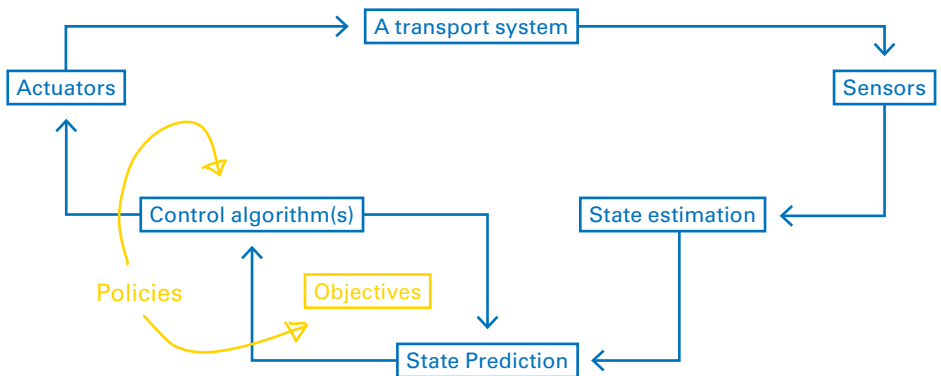 A transport system
Actuators
Sensors
Control algorithm(s)
State estimation
Policies
Objectives
State Prediction